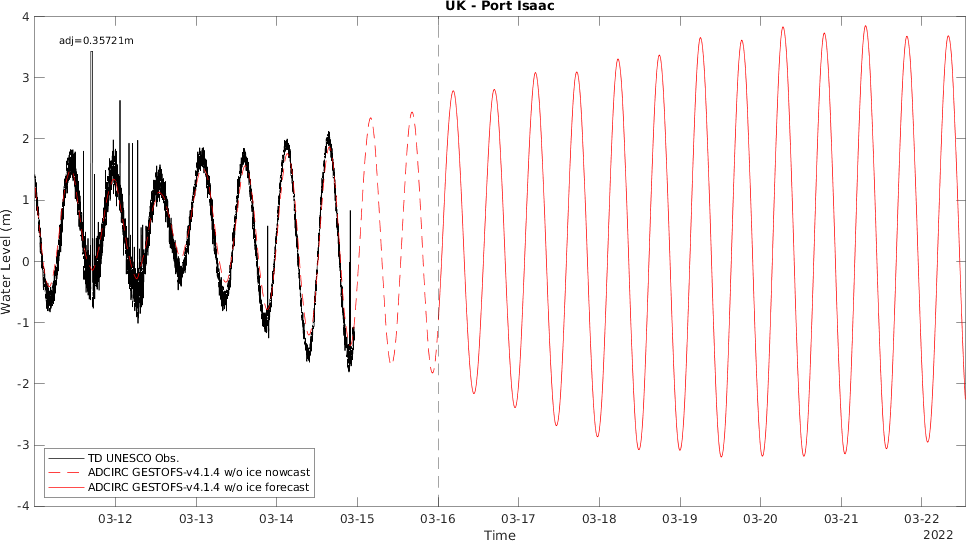 UK - Port Isaac
adj=0.35721m
4
3
2
1
0
-1
-2
-3
-4
Water Level (m)
TD UNESCO Obs.
ADCIRC GESTOFS-v4.1.4 w/o ice nowcast
ADCIRC GESTOFS-v4.1.4 w/o ice forecast
03-12 03-13 03-14 03-15 03-16 03-17 03-18 03-19 03-20 03-21 03-22
Time
2022